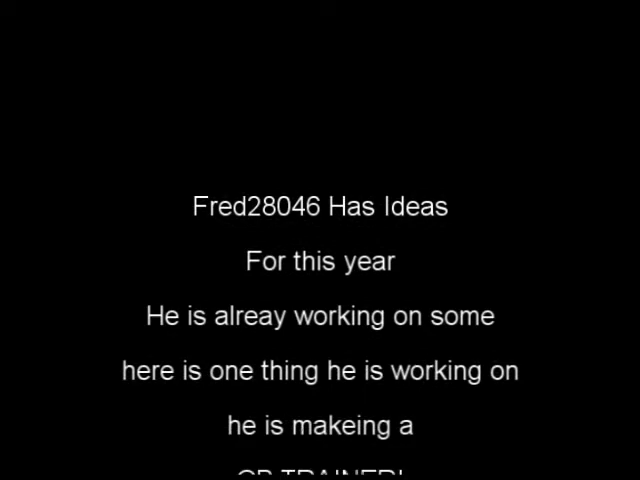 Fred28046 Has Ideas
For this year
He is alreay working on some
here is one thing he is working on
he is makeing a
TRAINER!